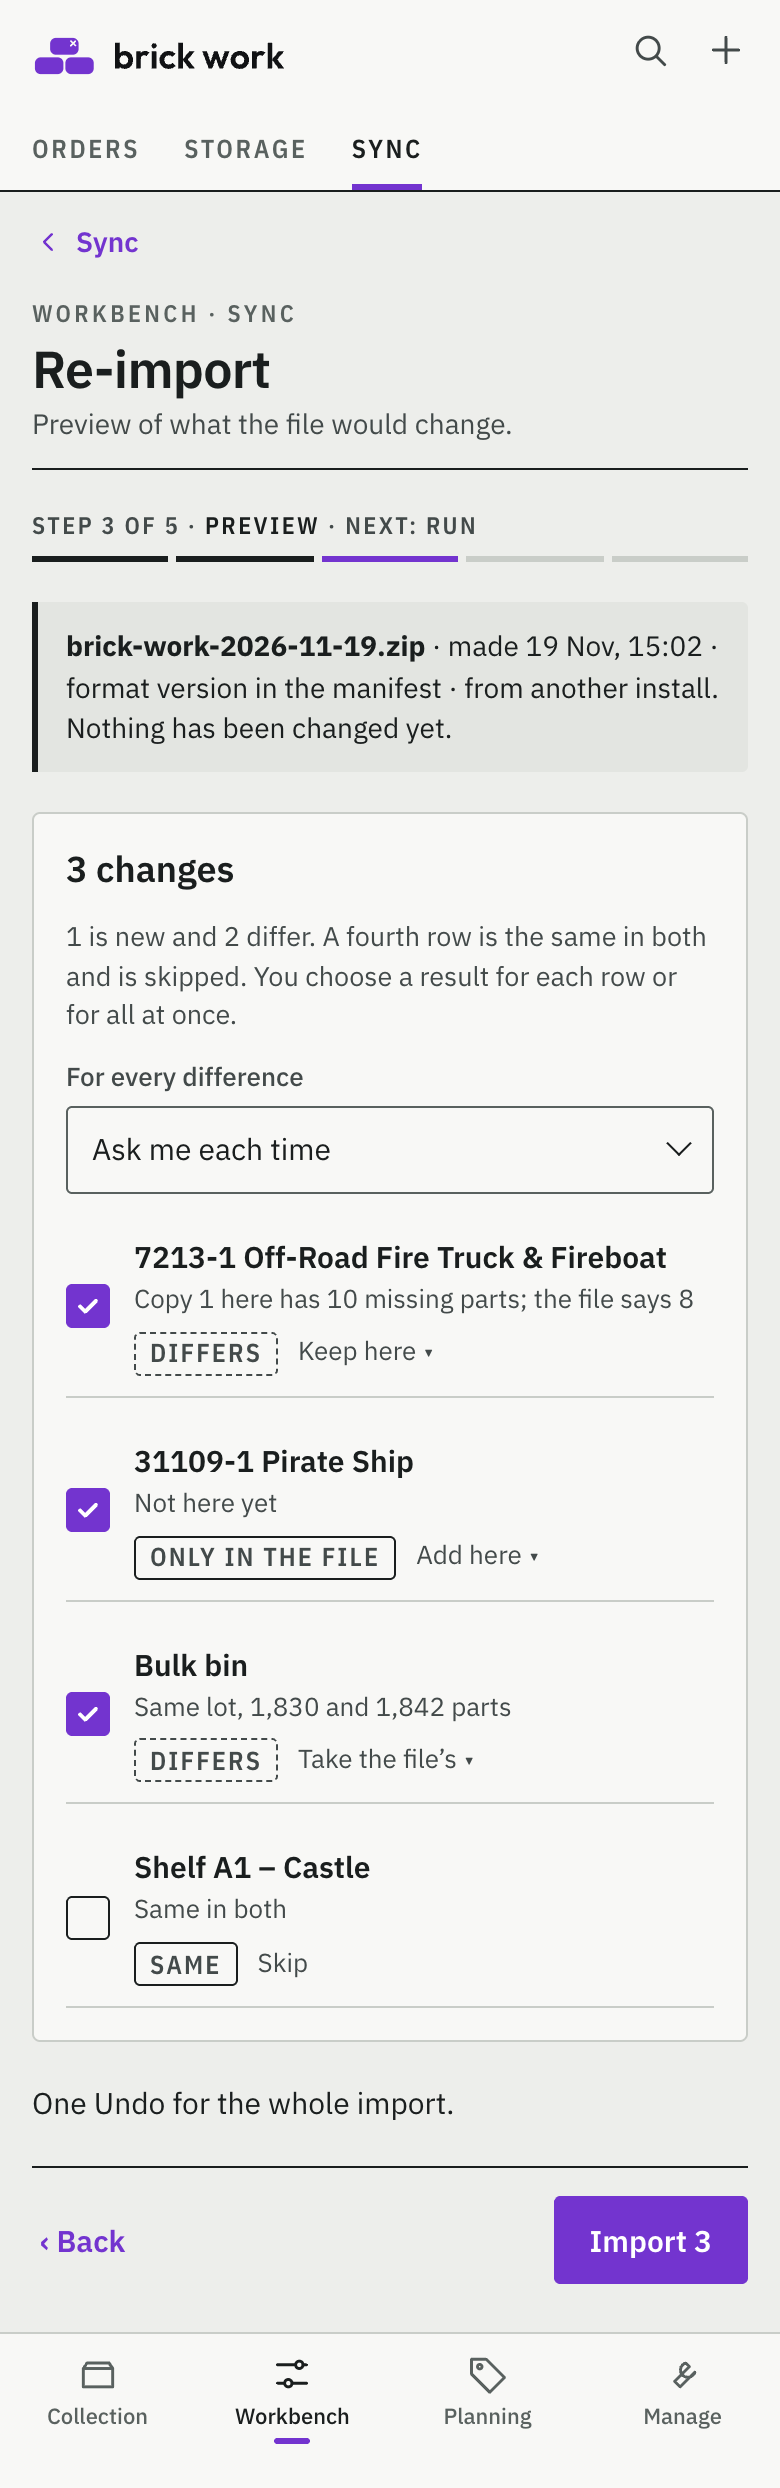 brick work
ORDERS STORAGE SYNC
Sync
WORKBENCH · SYNC
Re-import
Preview of what the file would change.
STEP 3 OF 5 · PREVIEW · NEXT: RUN
brick-work-2026-11-19.zip · made 19 Nov, 15:02 ·
format version in the manifest · from another install.
Nothing has been changed yet.
3 changes
1 is new and 2 differ. A fourth row is the same in both
and is skipped. You choose a result for each row or
for all at once.
For every difference
Ask me each time
7213-1 Off-Road Fire Truck & Fireboat
Copy 1 here has 10 missing parts; the file says 8
DIFFERS Keep here ▾
31109-1 Pirate Ship
Not here yet
ONLY IN THE FILE Add here ▾
Bulk bin
Same lot, 1,830 and 1,842 parts
DIFFERS Take the file’s ▾
Shelf A1 – Castle
Same in both
SAME Skip
One Undo for the whole import.
‹ Back Import 3
Collection Workbench Planning Manage